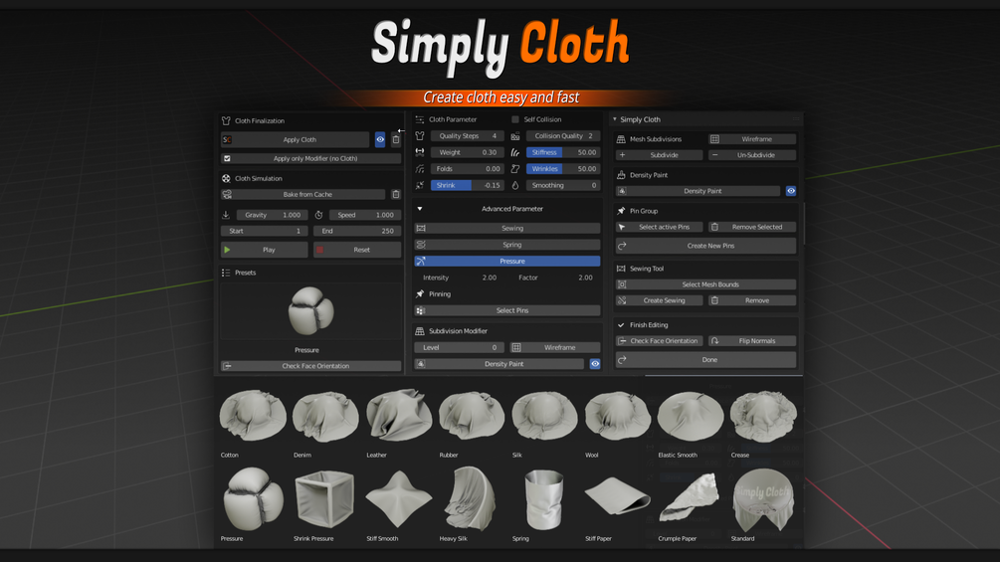 Simply Cloth
Create cloth easy and fast
Cloth Finalization
SC Apply Cloth
Apply only Modifier (no Cloth)
Cloth Simulation
Bake from Cache
Gravity 1.000 Speed 1.000
Start 1 End 250
Play Reset
Presets
Pressure
Check Face Orientation
Cloth Parameter Self Collision
Quality Steps 4 Collision Quality 2
Weight 0.30 Stiffness 50.00
Folds 0.00 Wrinkles 50.00
Shrink -0.15 Smoothing 0
Advanced Parameter
Sewing
Spring
Pressure
Intensity 2.00 Factor 2.00
Pinning
Select Pins
Subdivision Modifier
Level 0 Wireframe
Density Paint
Simply Cloth
Mesh Subdivisions Wireframe
Subdivide Un-Subdivide
Density Paint
Density Paint
Pin Group
Select active Pins Remove Selected
Create New Pins
Sewing Tool
Select Mesh Bounds
Create Sewing Remove
Finish Editing
Check Face Orientation Flip Normals
Done
Cotton Denim Leather Rubber Silk Wool Elastic Smooth Crease
Simply Cloth
Pressure Shrink Pressure Stiff Smooth Heavy Silk Spring Stiff Paper Crumple Paper Standard